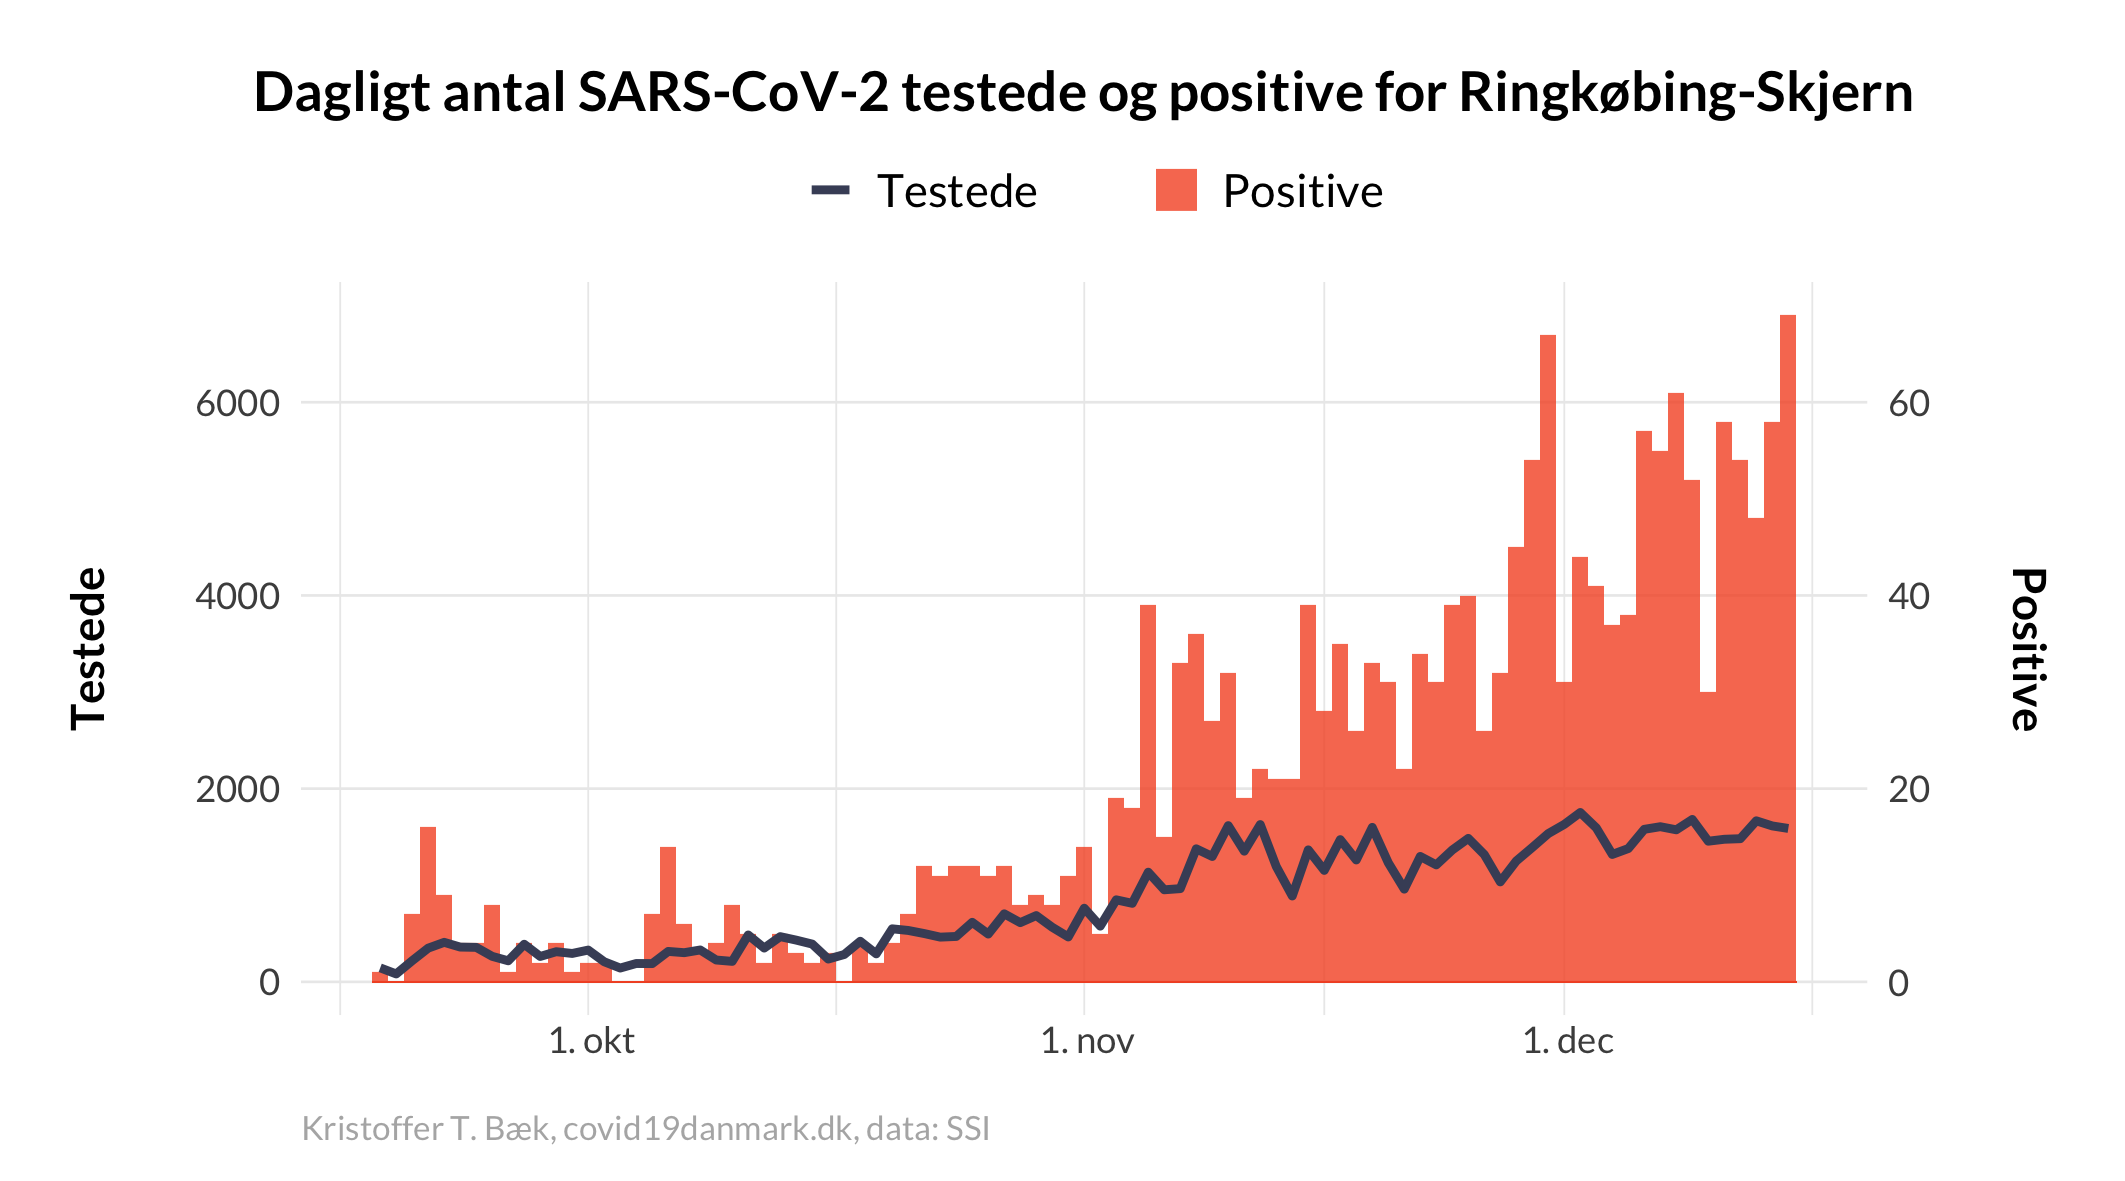 Dagligt antal SARS-CoV-2 testede og positive for Ringkøbing-Skjern
Testede Positive
6000 60
4000 40
2000 20
0 0
Testede
Positive
1. okt 1. nov 1. dec
Kristoffer T. Bæk, covid19danmark.dk, data: SSI